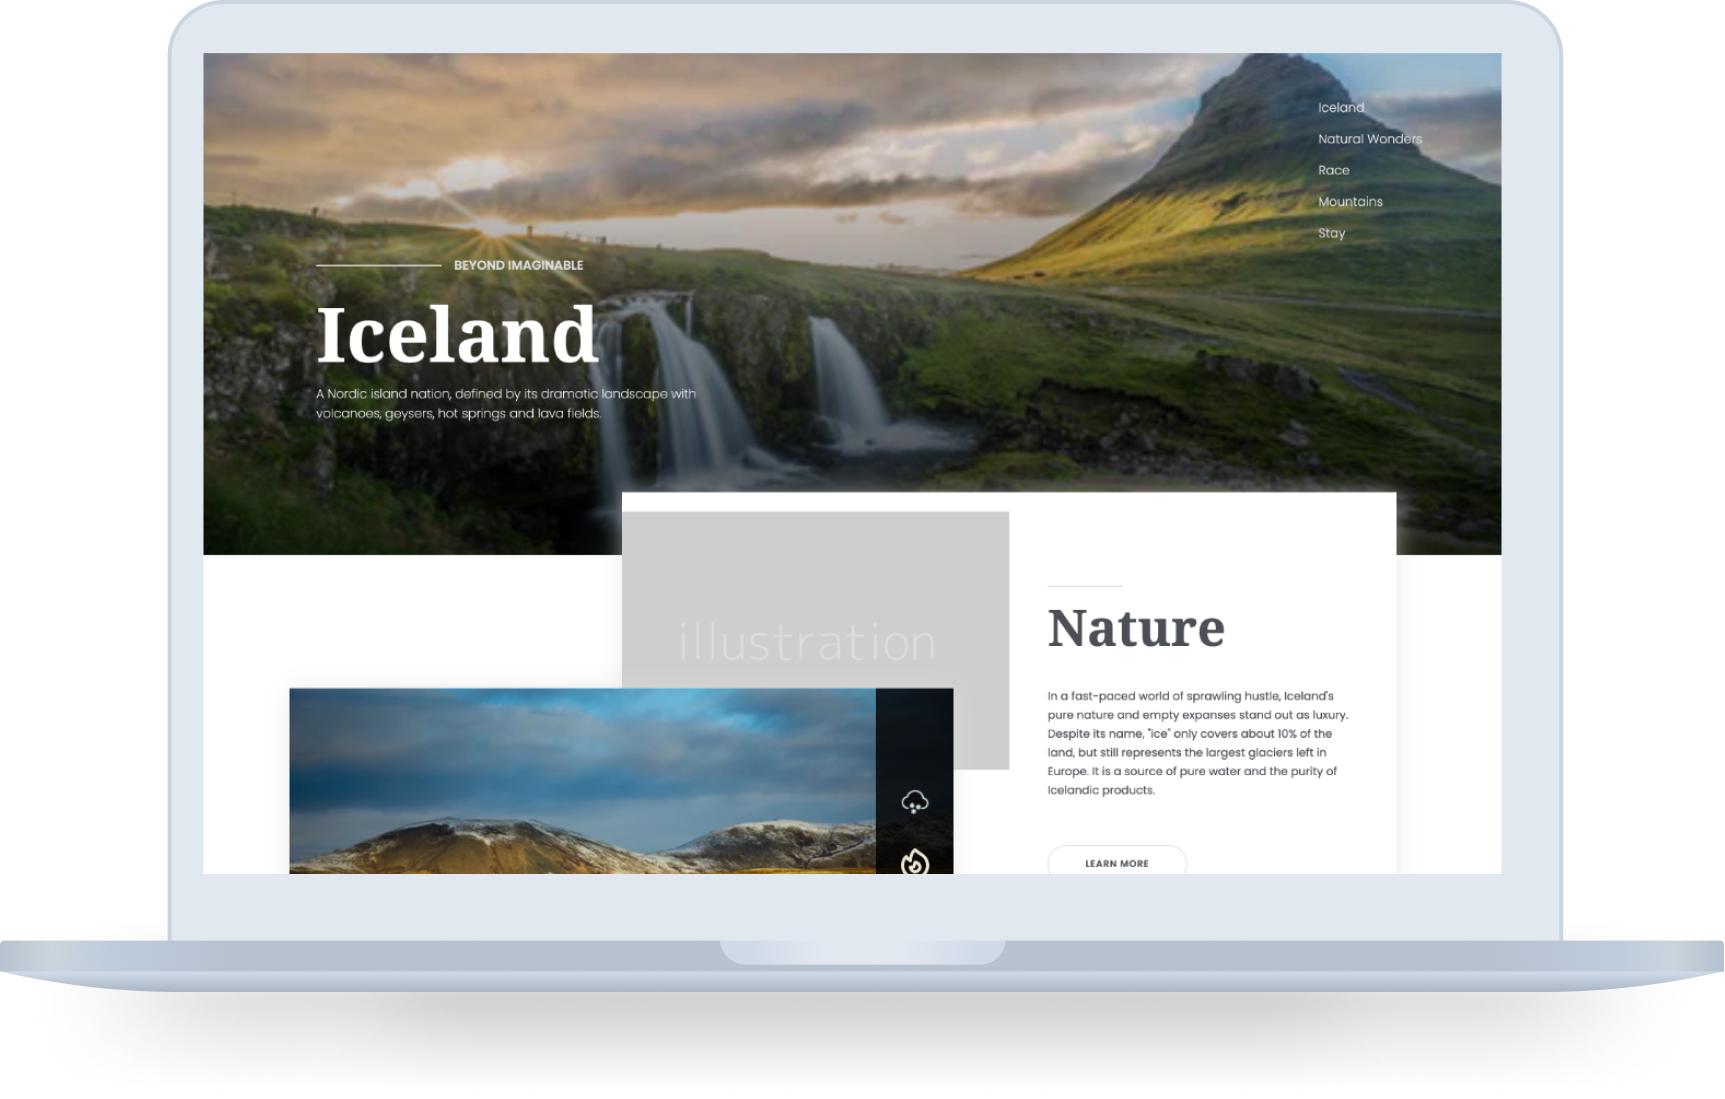 Iceland
Natural Wonders
Race
Mountains
Stay
BEYOND IMAGINABLE
Iceland
A Nordic island nation, defined by its dramatic landscape with
volcanoes, geysers, hot springs and lava fields.
illustration
Nature
In a fast-paced world of sprawling hustle, Iceland's
pure nature and empty expanses stand out as luxury.
Despite its name, "ice" only covers about 10% of the
land, but still represents the largest glaciers left in
Europe. It is a source of pure water and the purity of
Icelandic products.
LEARN MORE